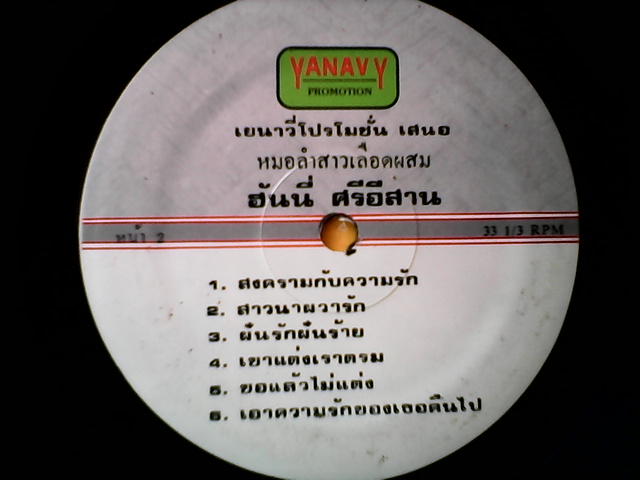 YANAVY
PROMOTION
เยนาวี่โปรโมชั่น เสนอ
หมอลำสาวเลือดผสม
ฮันนี่ ศรีอีสาน
หน้า 2
33 1/3 RPM
1. สงครามกับความรัก
2. สาวนาผวารัก
3. ผันรักผันร้าย
4. เขาแต่งเราตรม
5. ขอแล้วไม่แต่ง
6. เอาความรักของเธอคืนไป